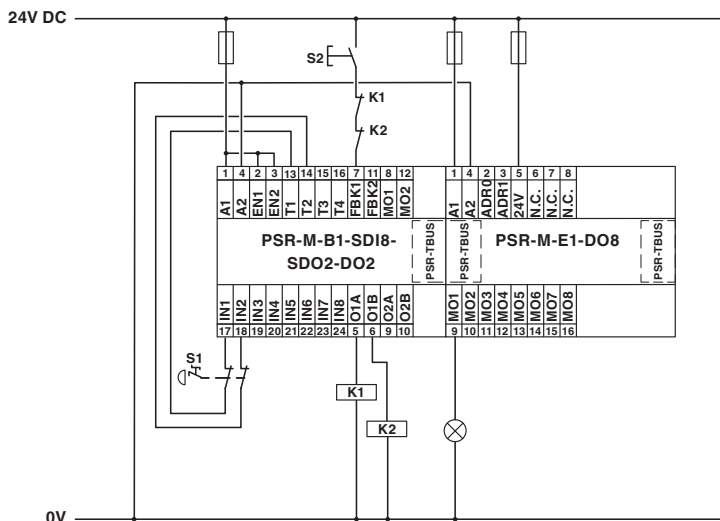 24V DC
S2
K1
K2
1 4 2 3 13 14 15 16 7 11 8 12
A1 A2 EN1 EN2 T1 T2 T3 T4 FBK1 FBK2 MO1 MO2
1 4 2 3 5 6 7 8
A1 A2 ADR0 ADR1 24V N.C. N.C. N.C.
PSR-M-B1-SDI8-
SDO2-DO2
PSR-TBUS
PSR-TBUS
PSR-M-E1-DO8
PSR-TBUS
IN1 IN2 IN3 IN4 IN5 IN6 IN7 IN8 O1A O1B O2A O2B
17 18 19 20 21 22 23 24 5 6 9 10
MO1 MO2 MO3 MO4 MO5 MO6 MO7 MO8
9 10 11 12 13 14 15 16
S1
K1
K2
0V